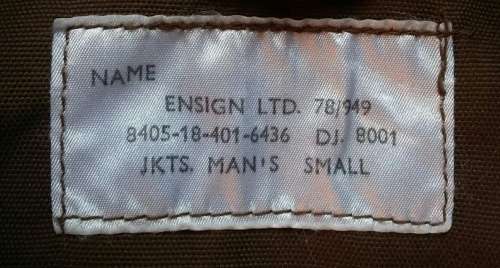 NAME
ENSIGN LTD. 78/949
8405-18-401-6436 DJ. 8001
JKTS. MAN'S SMALL